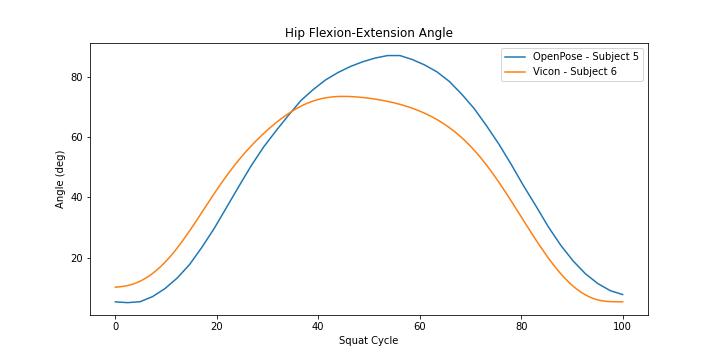 Hip Flexion-Extension Angle
OpenPose - Subject 5
Vicon - Subject 6
Angle (deg)
80
60
40
20
0 20 40 60 80 100
Squat Cycle